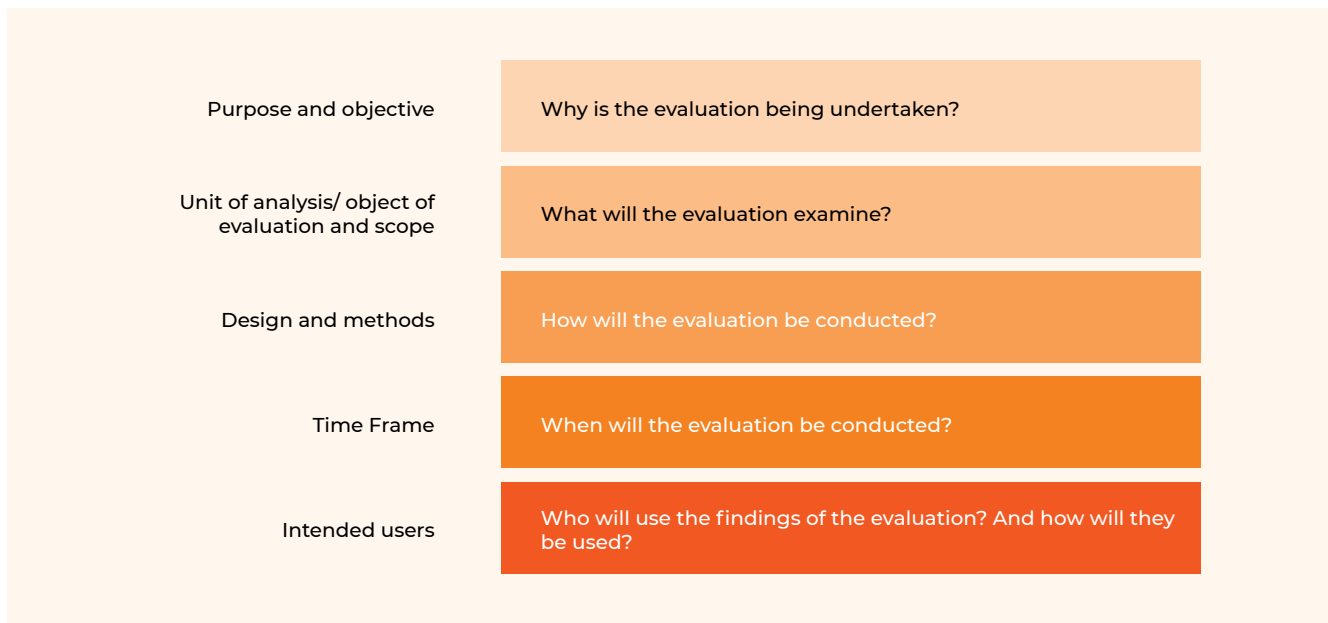 Purpose and objective
Why is the evaluation being undertaken?
Unit of analysis/ object of
evaluation and scope
What will the evaluation examine?
Design and methods
How will the evaluation be conducted?
Time Frame
When will the evaluation be conducted?
Intended users
Who will use the findings of the evaluation? And how will they
be used?